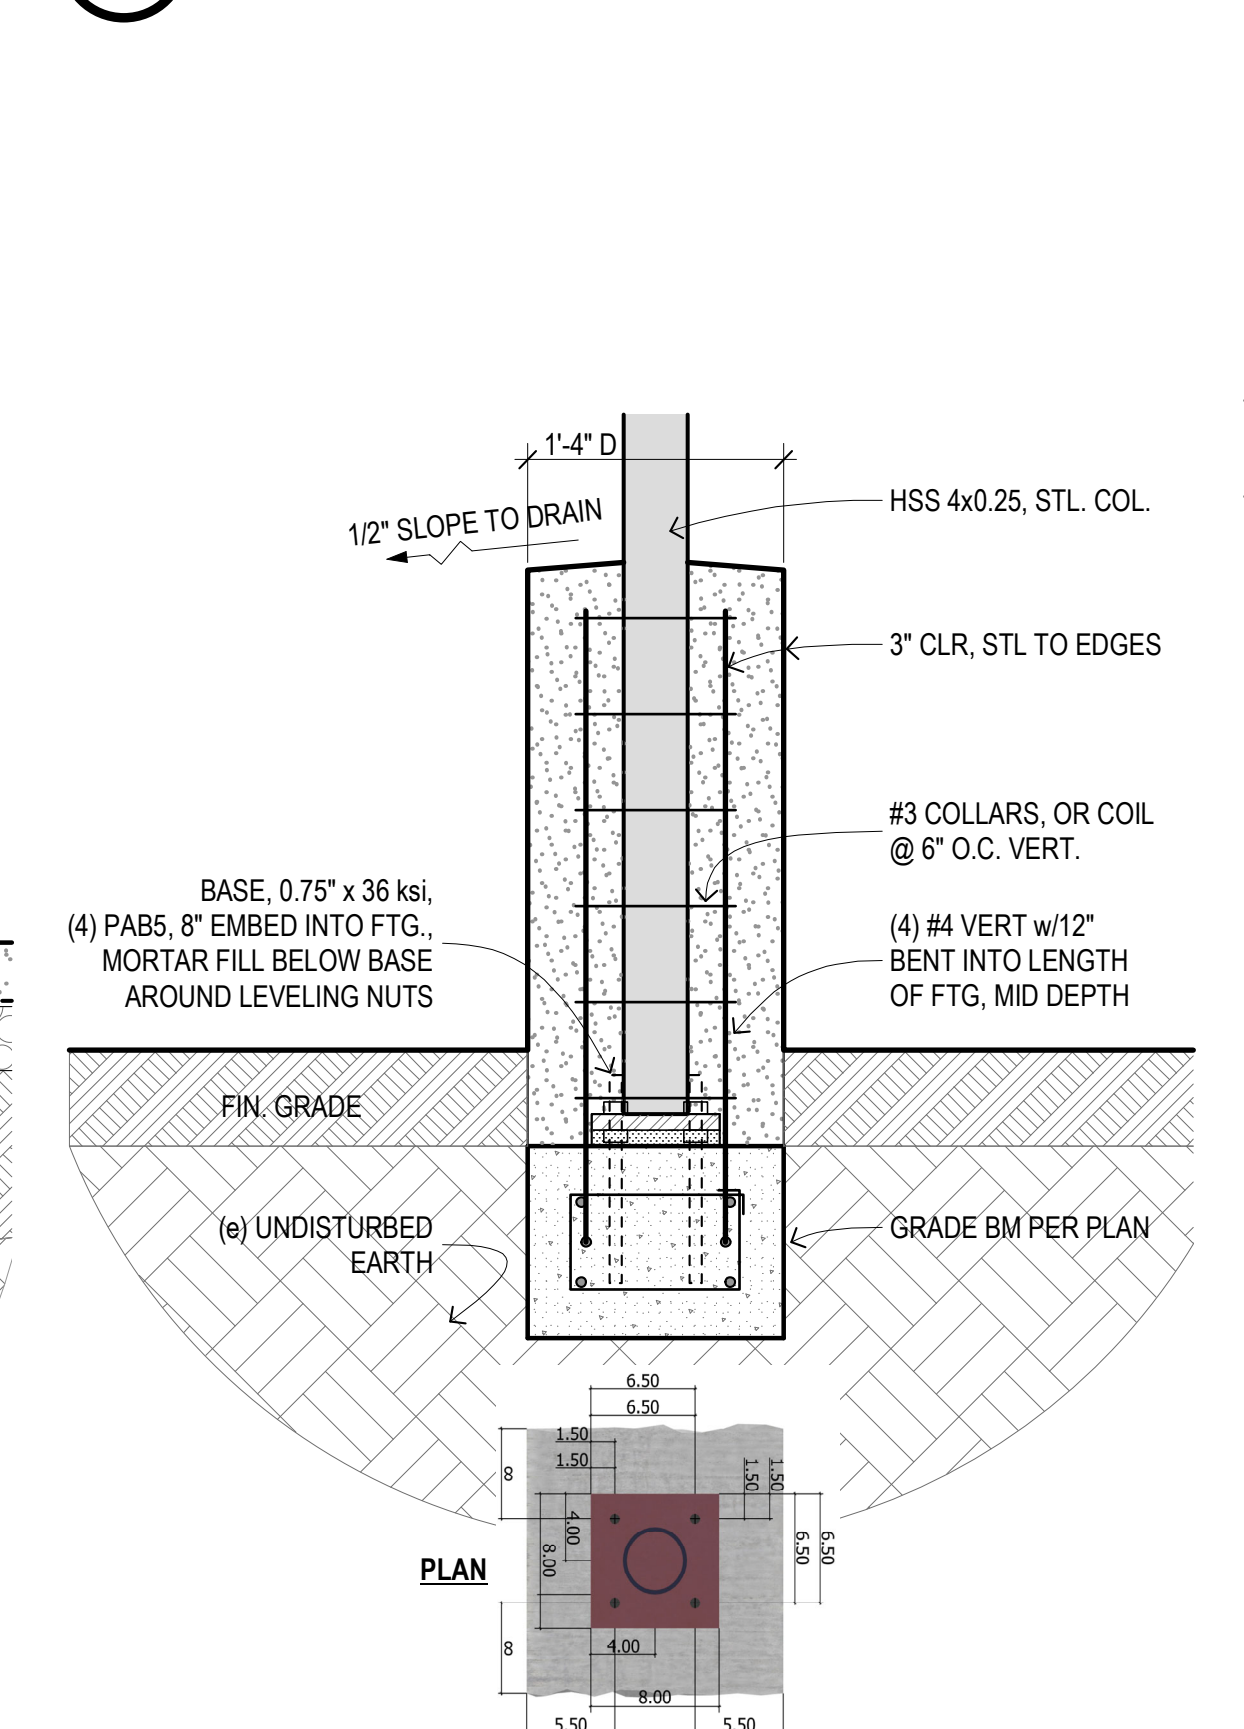 1'-4" D
1/2" SLOPE TO DRAIN
HSS 4x0.25, STL. COL.
3" CLR, STL TO EDGES
#3 COLLARS, OR COIL
@ 6" O.C. VERT.
BASE, 0.75" x 36 ksi,
(4) PAB5, 8" EMBED INTO FTG.,
MORTAR FILL BELOW BASE
AROUND LEVELING NUTS
(4) #4 VERT w/12"
BENT INTO LENGTH
OF FTG, MID DEPTH
FIN. GRADE
(e) UNDISTURBED
EARTH
GRADE BM PER PLAN
6.50
6.50
1.50
1.50
1.50
1.50
8
4.00
8.00
6.50
6.50
PLAN
8
4.00
8.00
5.50
5.50